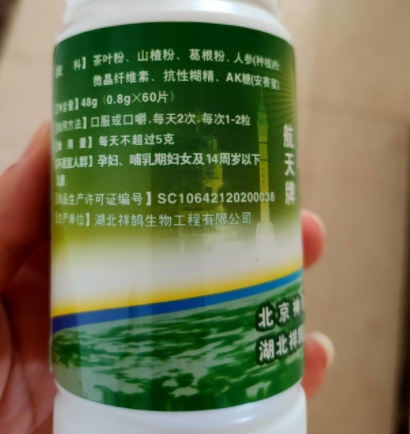 料】茶叶粉、山楂粉、葛根粉、人参(种植)粉
微晶纤维素、抗性糊精、AK糖(安赛蜜)
【净含量】48g(0.8g×60片)
【食用方法】口服或口嚼,每天2次,每次1-2粒
【食用量】每天不超过5克
【不适宜人群】孕妇、哺乳期妇女及14周岁以下
【食品生产许可证编号】SC10642120200038
【生产单位】湖北祥鹄生物工程有限公司
航天牌
北京神
湖北祥